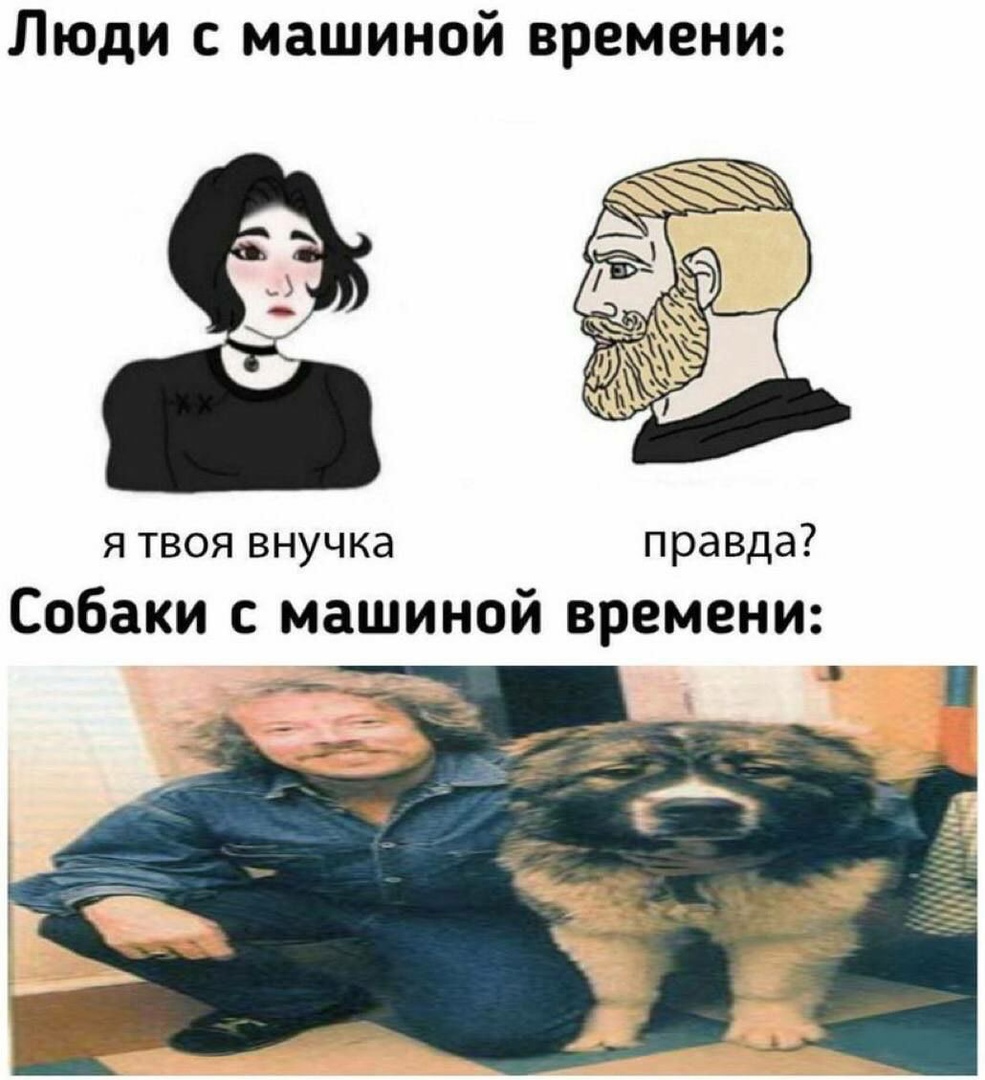 Люди с машиной времени:
я твоя внучка
правда?
Собаки с машиной времени: